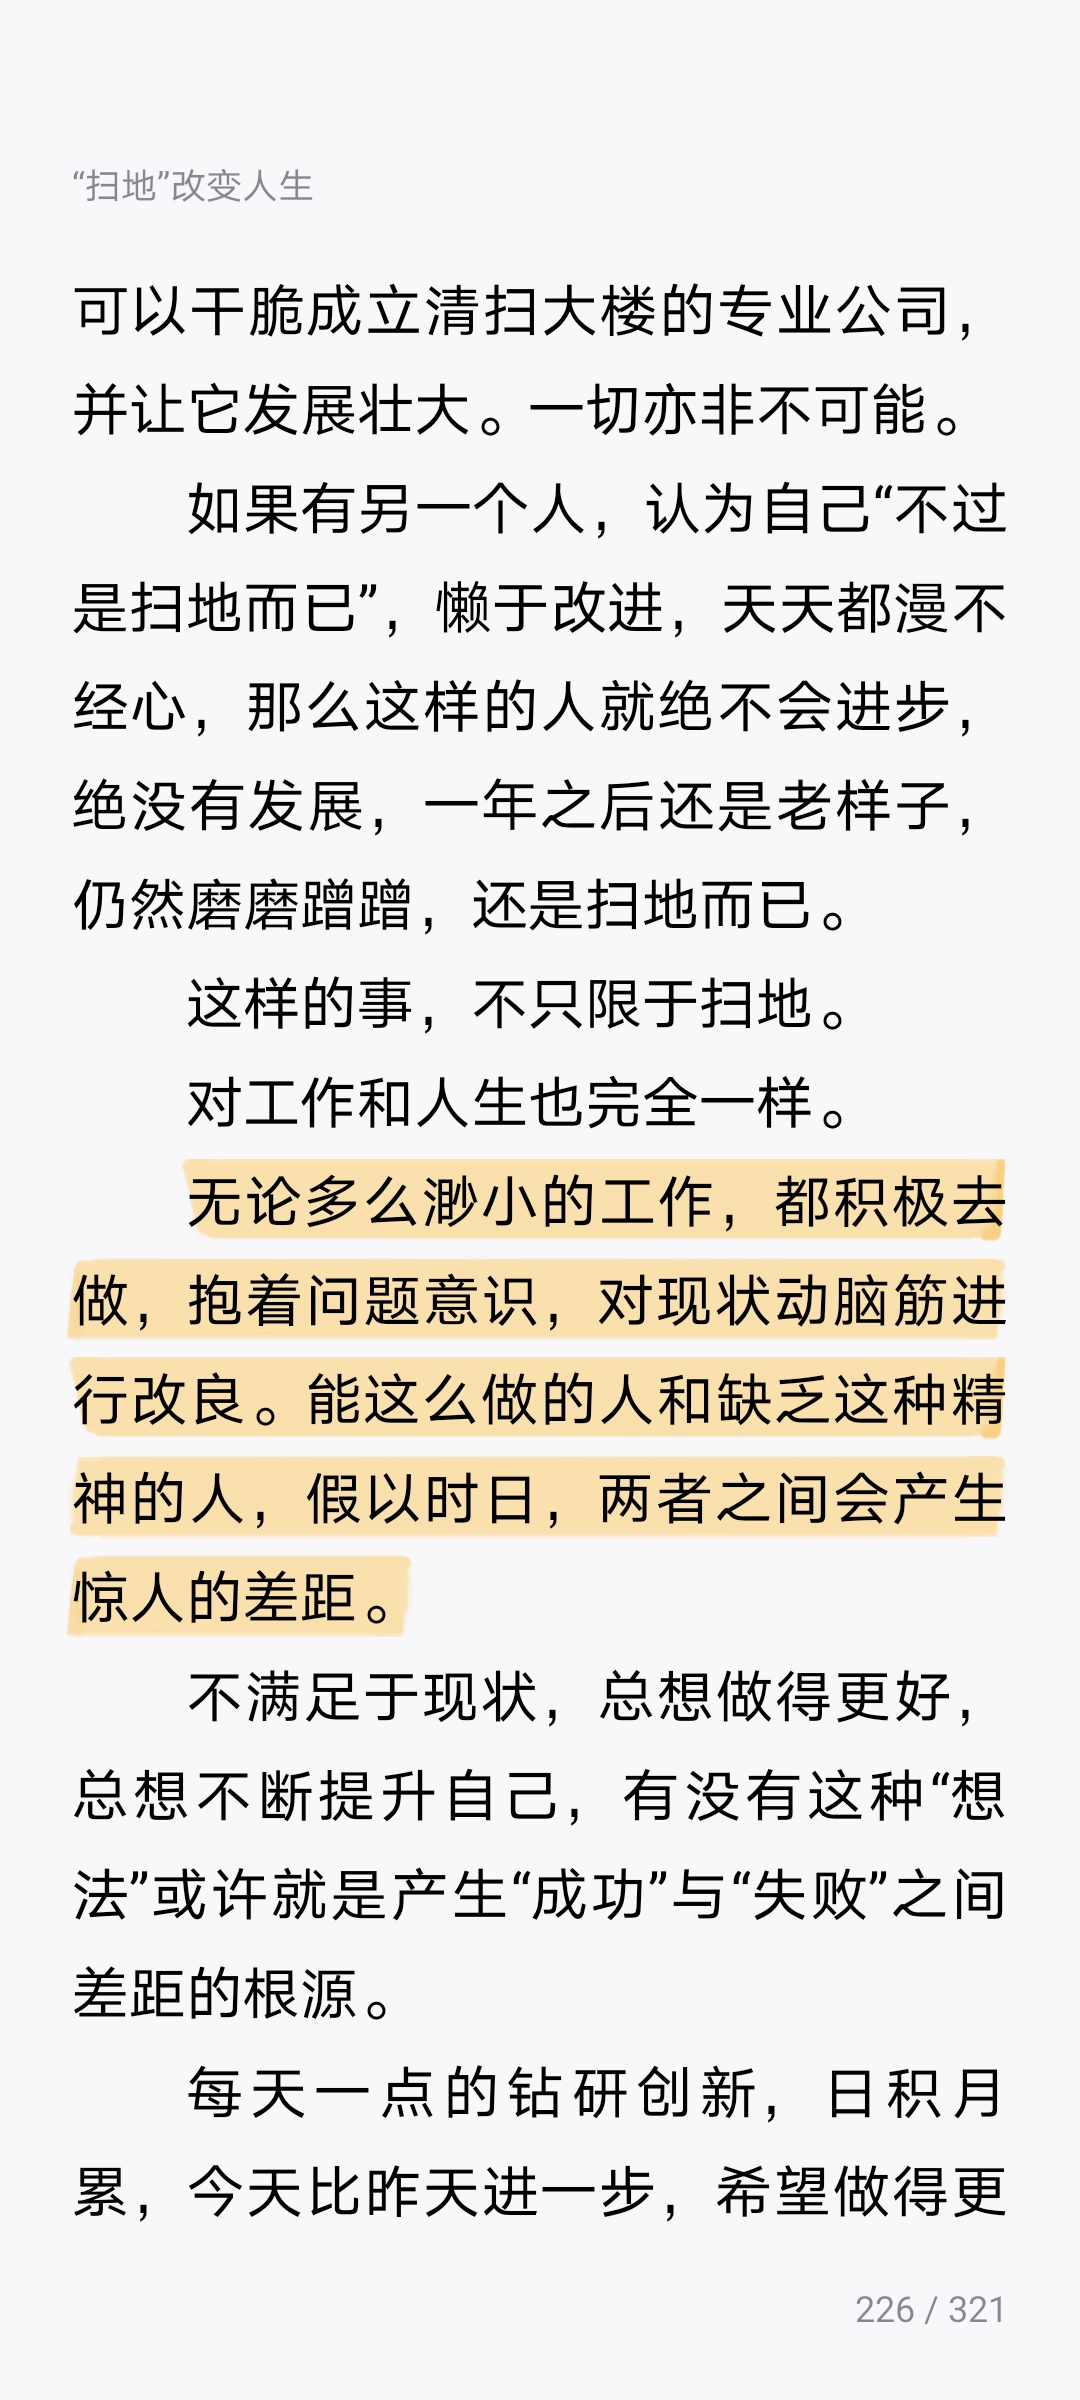 “扫地”改变人生
可以干脆成立清扫大楼的专业公司，
并让它发展壮大。一切亦非不可能。
如果有另一个人，认为自己“不过
是扫地而已”，懒于改进，天天都漫不
经心，那么这样的人就绝不会进步，
绝没有发展，一年之后还是老样子，
仍然磨磨蹭蹭，还是扫地而已。
这样的事，不只限于扫地。
对工作和人生也完全一样。
无论多么渺小的工作，都积极去
做，抱着问题意识，对现状动脑筋进
行改良。能这么做的人和缺乏这种精
神的人，假以时日，两者之间会产生
惊人的差距。
不满足于现状，总想做得更好，
总想不断提升自己，有没有这种“想
法”或许就是产生“成功”与“失败”之间
差距的根源。
每天一点的钻研创新，日积月
累，今天比昨天进一步，希望做得更
226 / 321